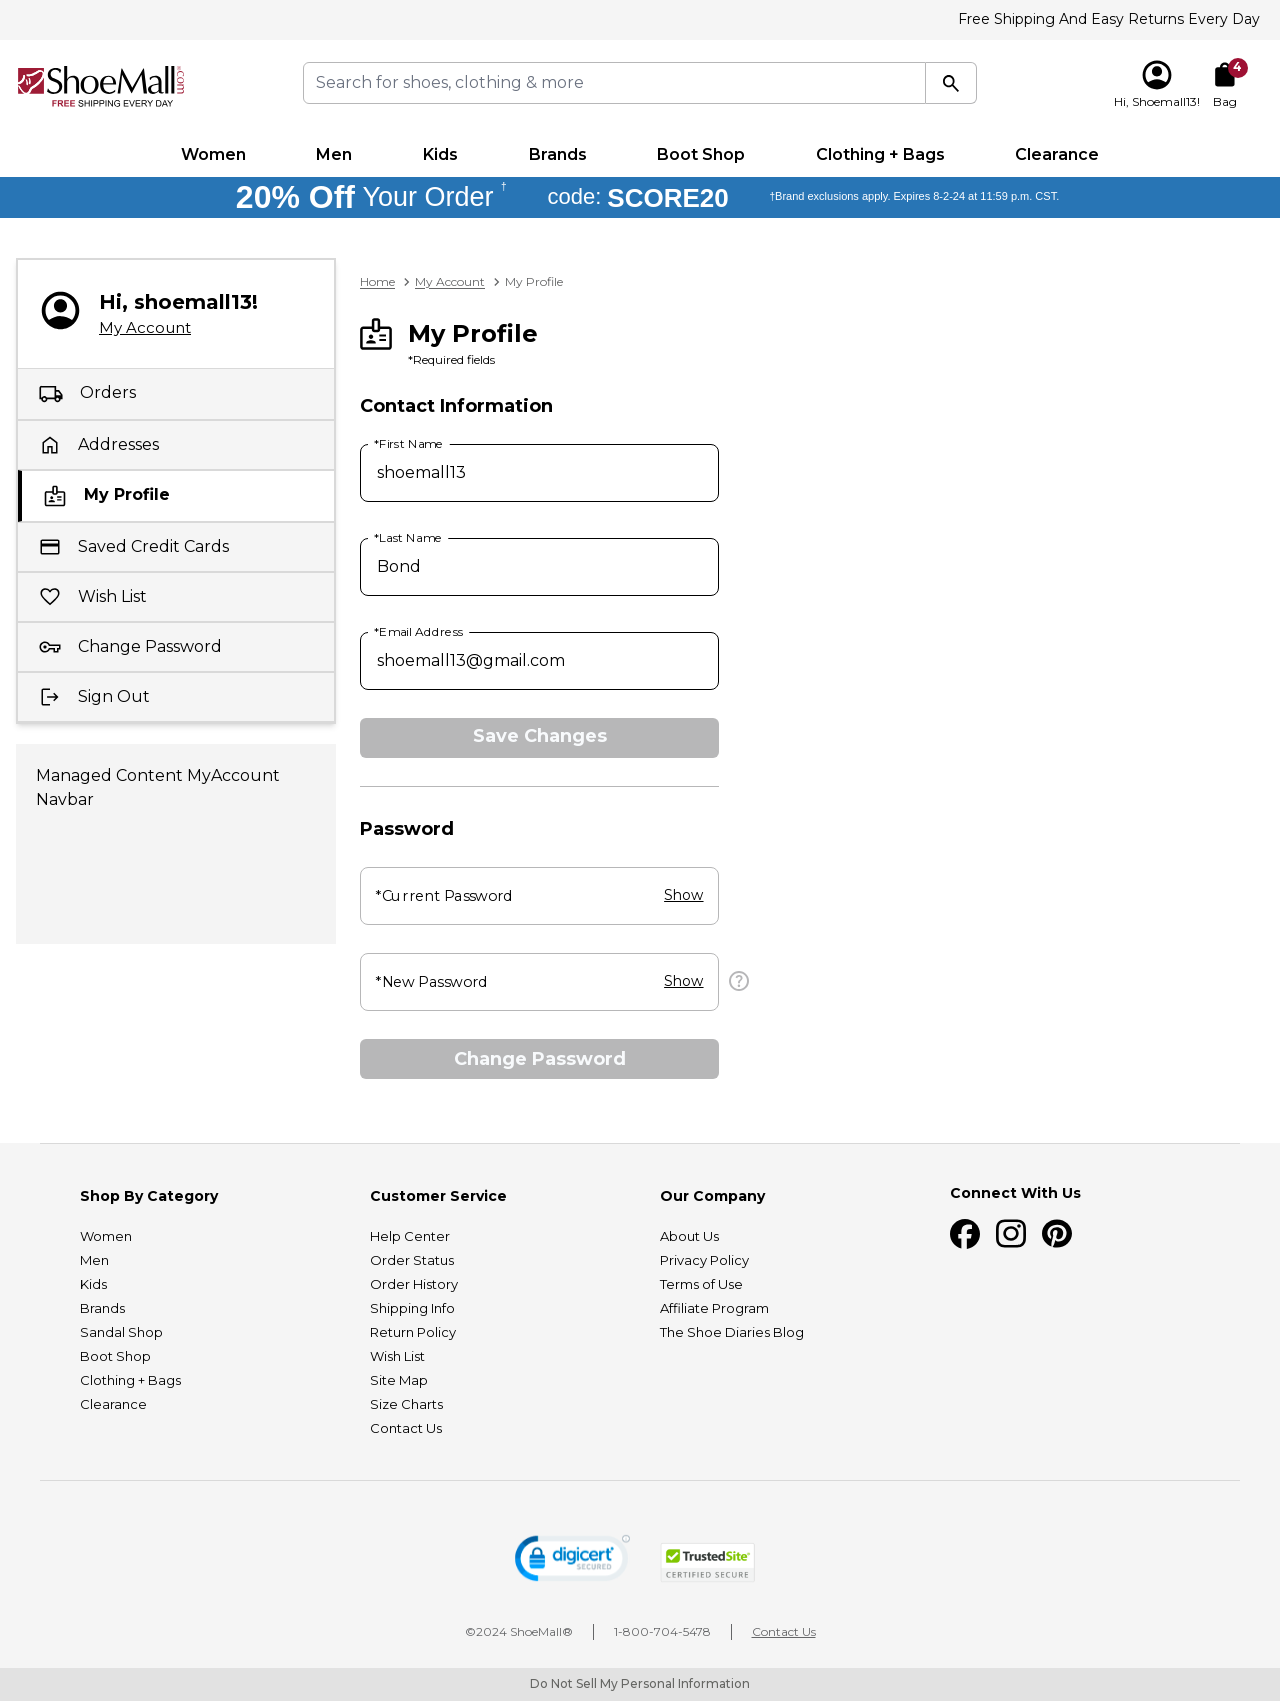 Free Shipping And Easy Returns Every Day
ShoeMall®.com
FREE SHIPPING EVERY DAY
Search for shoes, clothing & more
4
Hi, Shoemall13!
Bag
Women Men Kids Brands Boot Shop Clothing + Bags Clearance
20% Off Your Order † code: SCORE20 †Brand exclusions apply. Expires 8-2-24 at 11:59 p.m. CST.
Hi, shoemall13!
My Account
Orders
Addresses
My Profile
Saved Credit Cards
Wish List
Change Password
Sign Out
Managed Content MyAccount
Navbar
Home > My Account > My Profile
My Profile
*Required fields
Contact Information
*First Name
shoemall13
*Last Name
Bond
*Email Address
shoemall13@gmail.com
Save Changes
Password
*Current Password Show
*New Password Show
?
Change Password
Shop By Category
Women
Men
Kids
Brands
Sandal Shop
Boot Shop
Clothing + Bags
Clearance
Customer Service
Help Center
Order Status
Order History
Shipping Info
Return Policy
Wish List
Site Map
Size Charts
Contact Us
Our Company
About Us
Privacy Policy
Terms of Use
Affiliate Program
The Shoe Diaries Blog
Connect With Us
digicert
SECURED
TrustedSite
CERTIFIED SECURE
©2024 ShoeMall® | 1-800-704-5478 | Contact Us
Do Not Sell My Personal Information